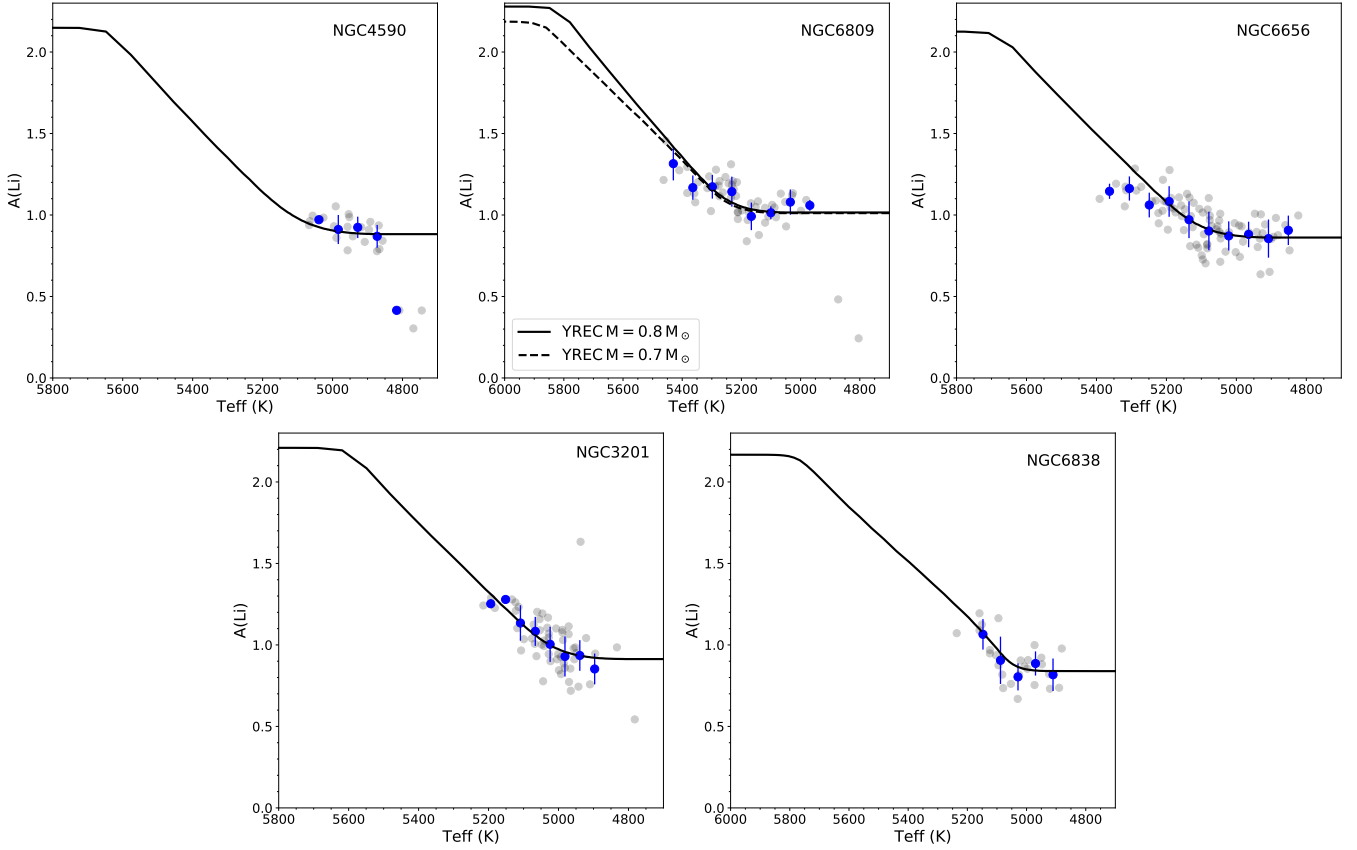 NGC4590
A(Li)
2.0
1.5
1.0
0.5
0.0
5800 5600 5400 5200 5000 4800
Teff (K)
NGC6809
A(Li)
2.0
1.5
1.0
0.5
0.0
YREC M = 0.8 M⊙
YREC M = 0.7 M⊙
6000 5800 5600 5400 5200 5000 4800
Teff (K)
NGC6656
A(Li)
2.0
1.5
1.0
0.5
0.0
5800 5600 5400 5200 5000 4800
Teff (K)
NGC3201
A(Li)
2.0
1.5
1.0
0.5
0.0
5800 5600 5400 5200 5000 4800
Teff (K)
NGC6838
A(Li)
2.0
1.5
1.0
0.5
0.0
6000 5800 5600 5400 5200 5000 4800
Teff (K)